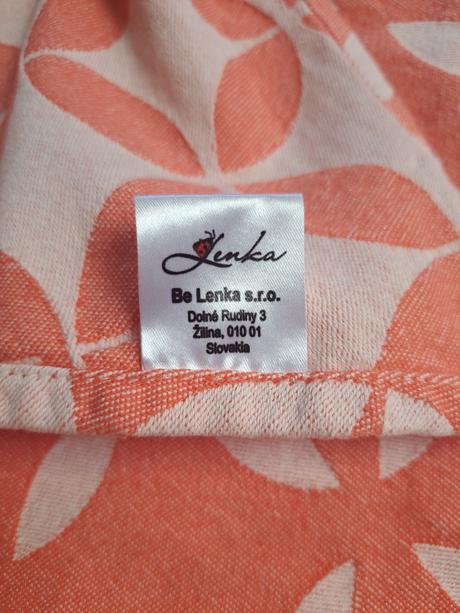 Lenka
Be Lenka s.r.o.
Dolné Rudiny 3
Žilina, 010 01
Slovakia